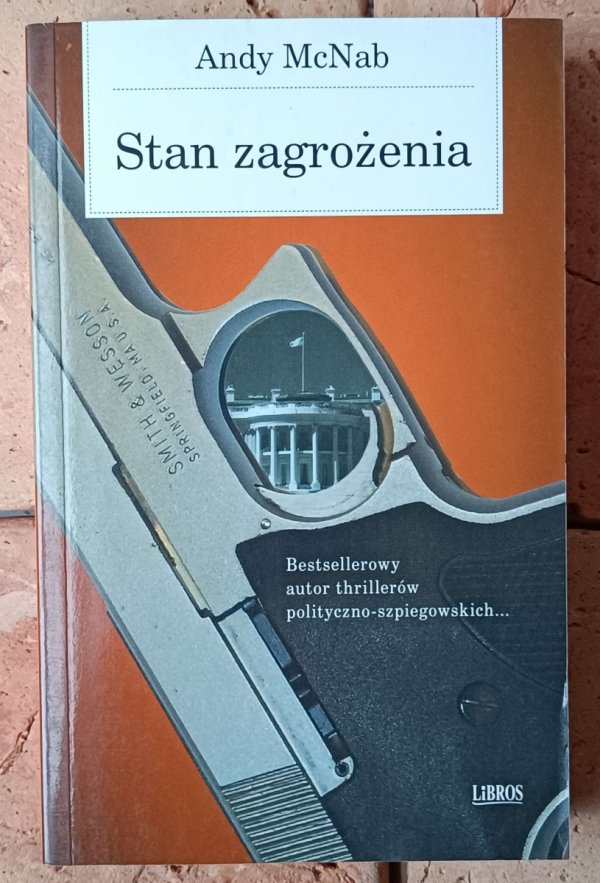 Andy McNab
Stan zagrożenia
SMITH & WESSON
SPRINGFIELD, MA U.S.A.
Bestsellerowy
autor thrillerów
polityczno-szpiegowskich...
LiBROS